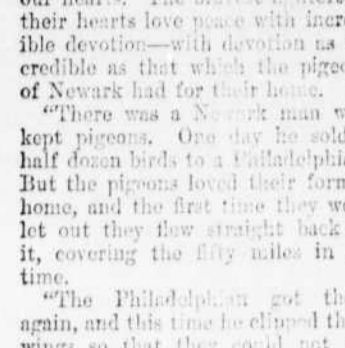 their hearts love peace with incre
ible devotion—with devotion as
credible as that which the pigeo
of Newark had for their home.
"There was a Newark man w
kept pigeons. One day he sold
half dozen birds to a Philadelphia
But the pigeons loved their form
home, and the first time they we
let out they flew straight back
it, covering the fifty miles in
time.
"The Philadelphian got th
again, and this time he clipped th
wings so that they could not